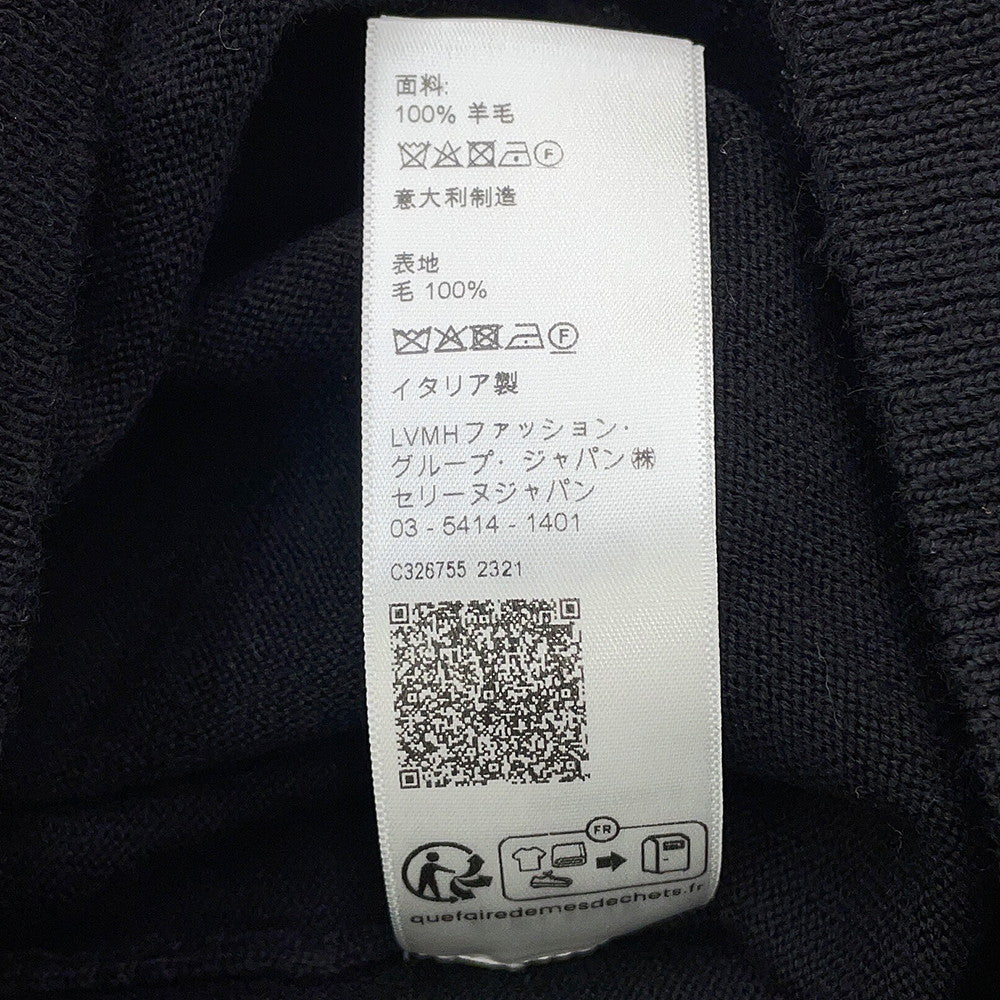 面料:
100% 羊毛
F
意大利制造
表地
毛 100%
F
イタリア製
LVMHファッション・
グループ・ジャパン㈱
セリーヌジャパン
03 - 5414 - 1401
C326755 2321
FR
quefairedemesdechets.fr